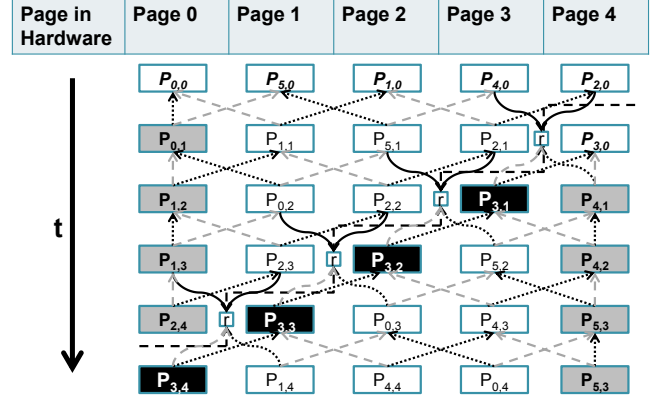 Page in Hardware Page 0 Page 1 Page 2 Page 3 Page 4
t
P0,0 P5,0 P1,0 P4,0 P2,0
P0,1 P1,1 P5,1 P2,1 r P3,0
P1,2 P0,2 P2,2 r P3,1 P4,1
P1,3 P2,3 r P3,2 P5,2 P4,2
P2,4 r P3,3 P0,3 P4,3 P5,3
P3,4 P1,4 P4,4 P0,4 P5,3